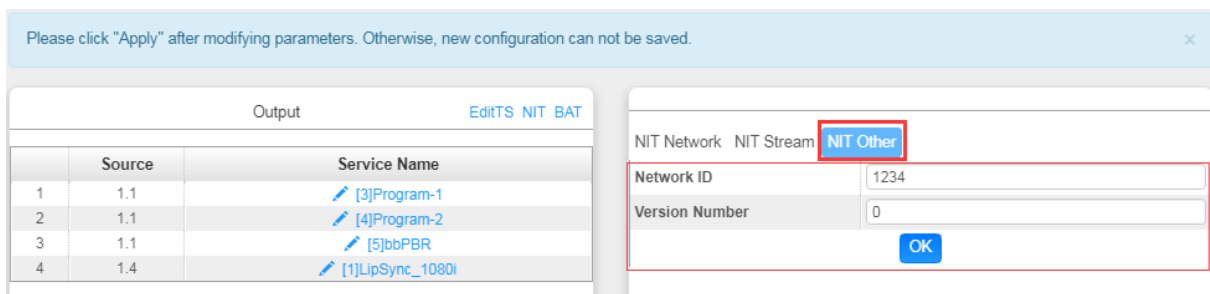 Please click "Apply" after modifying parameters. Otherwise, new configuration can not be saved. ×
Output EditTS NIT BAT
Source Service Name
1 1.1 [3]Program-1
2 1.1 [4]Program-2
3 1.1 [5]bbPBR
4 1.4 [1]LipSync_1080i
NIT Network NIT Stream NIT Other
Network ID 1234
Version Number 0
OK